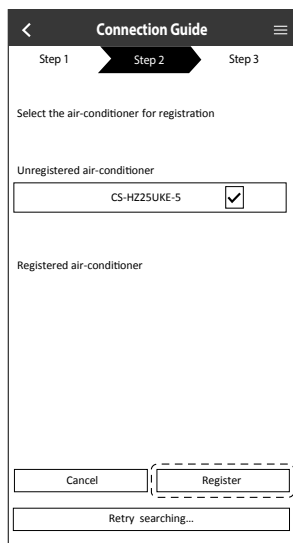 Connection Guide
Step 1 Step 2 Step 3
Select the air-conditioner for registration
Unregistered air-conditioner
CS-HZ25UKE-5
Registered air-conditioner
Cancel Register
Retry searching...